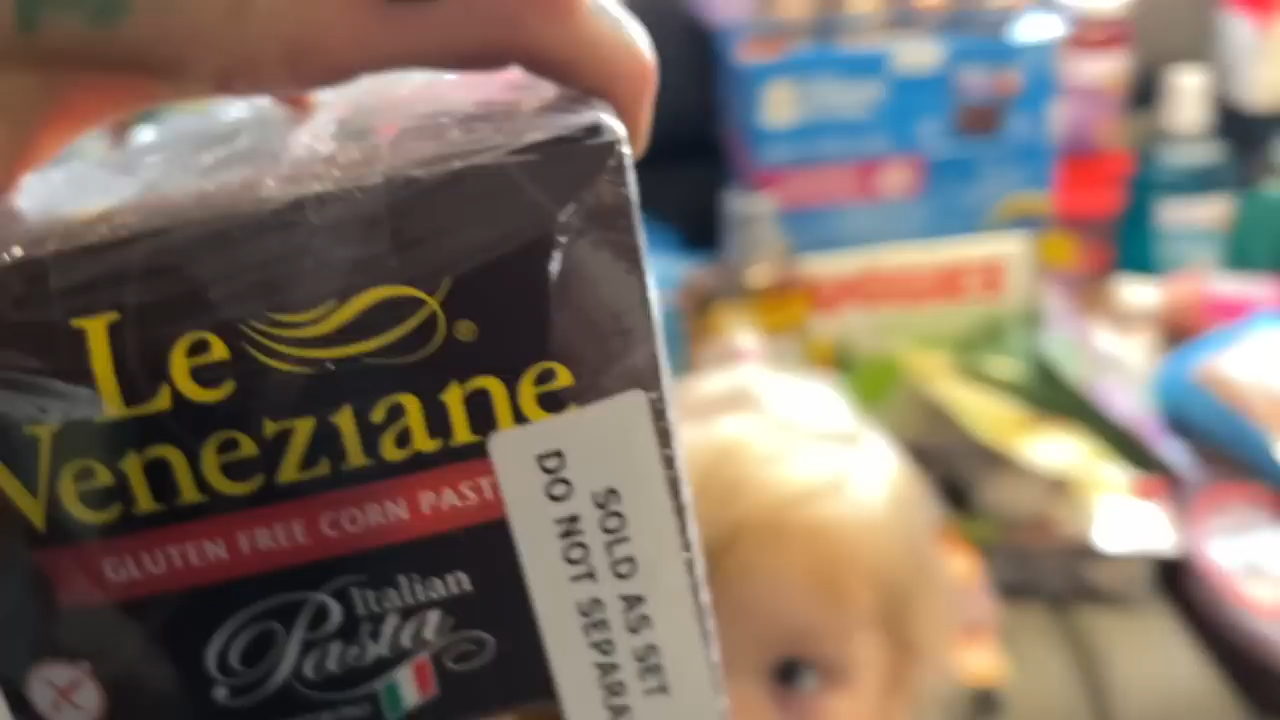 Le
Veneziane
GLUTEN FREE CORN PAST
Italian
Pasta
SOLD AS SET
DO NOT SEPARA